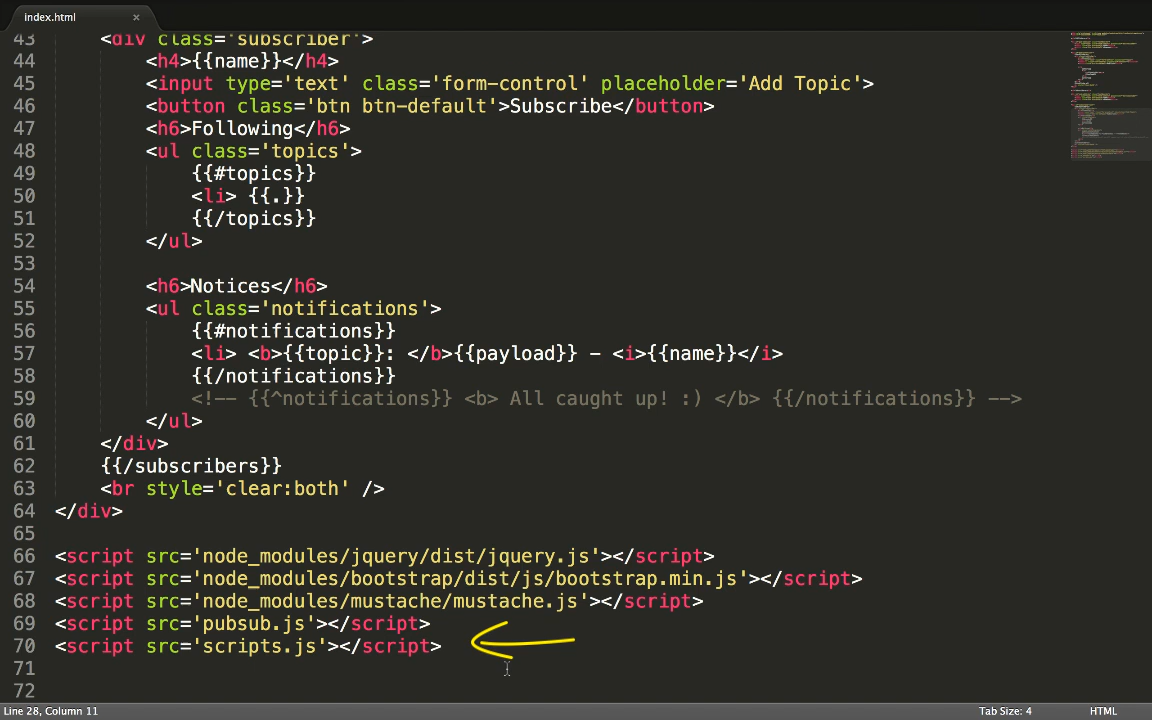 index.html ×
43 <div class='subscriber'>
44 <h4>{{name}}</h4>
45 <input type='text' class='form-control' placeholder='Add Topic'>
46 <button class='btn btn-default'>Subscribe</button>
47 <h6>Following</h6>
48 <ul class='topics'>
49 {{#topics}}
50 <li> {{.}}
51 {{/topics}}
52 </ul>
53
54 <h6>Notices</h6>
55 <ul class='notifications'>
56 {{#notifications}}
57 <li> <b>{{topic}}: </b>{{payload}} - <i>{{name}}</i>
58 {{/notifications}}
59 <!-- {{^notifications}} <b> All caught up! :) </b> {{/notifications}} -->
60 </ul>
61 </div>
62 {{/subscribers}}
63 <br style='clear:both' />
64 </div>
65
66 <script src='node_modules/jquery/dist/jquery.js'></script>
67 <script src='node_modules/bootstrap/dist/js/bootstrap.min.js'></script>
68 <script src='node_modules/mustache/mustache.js'></script>
69 <script src='pubsub.js'></script>
70 <script src='scripts.js'></script>
71
72
Line 28, Column 11 Tab Size: 4 HTML